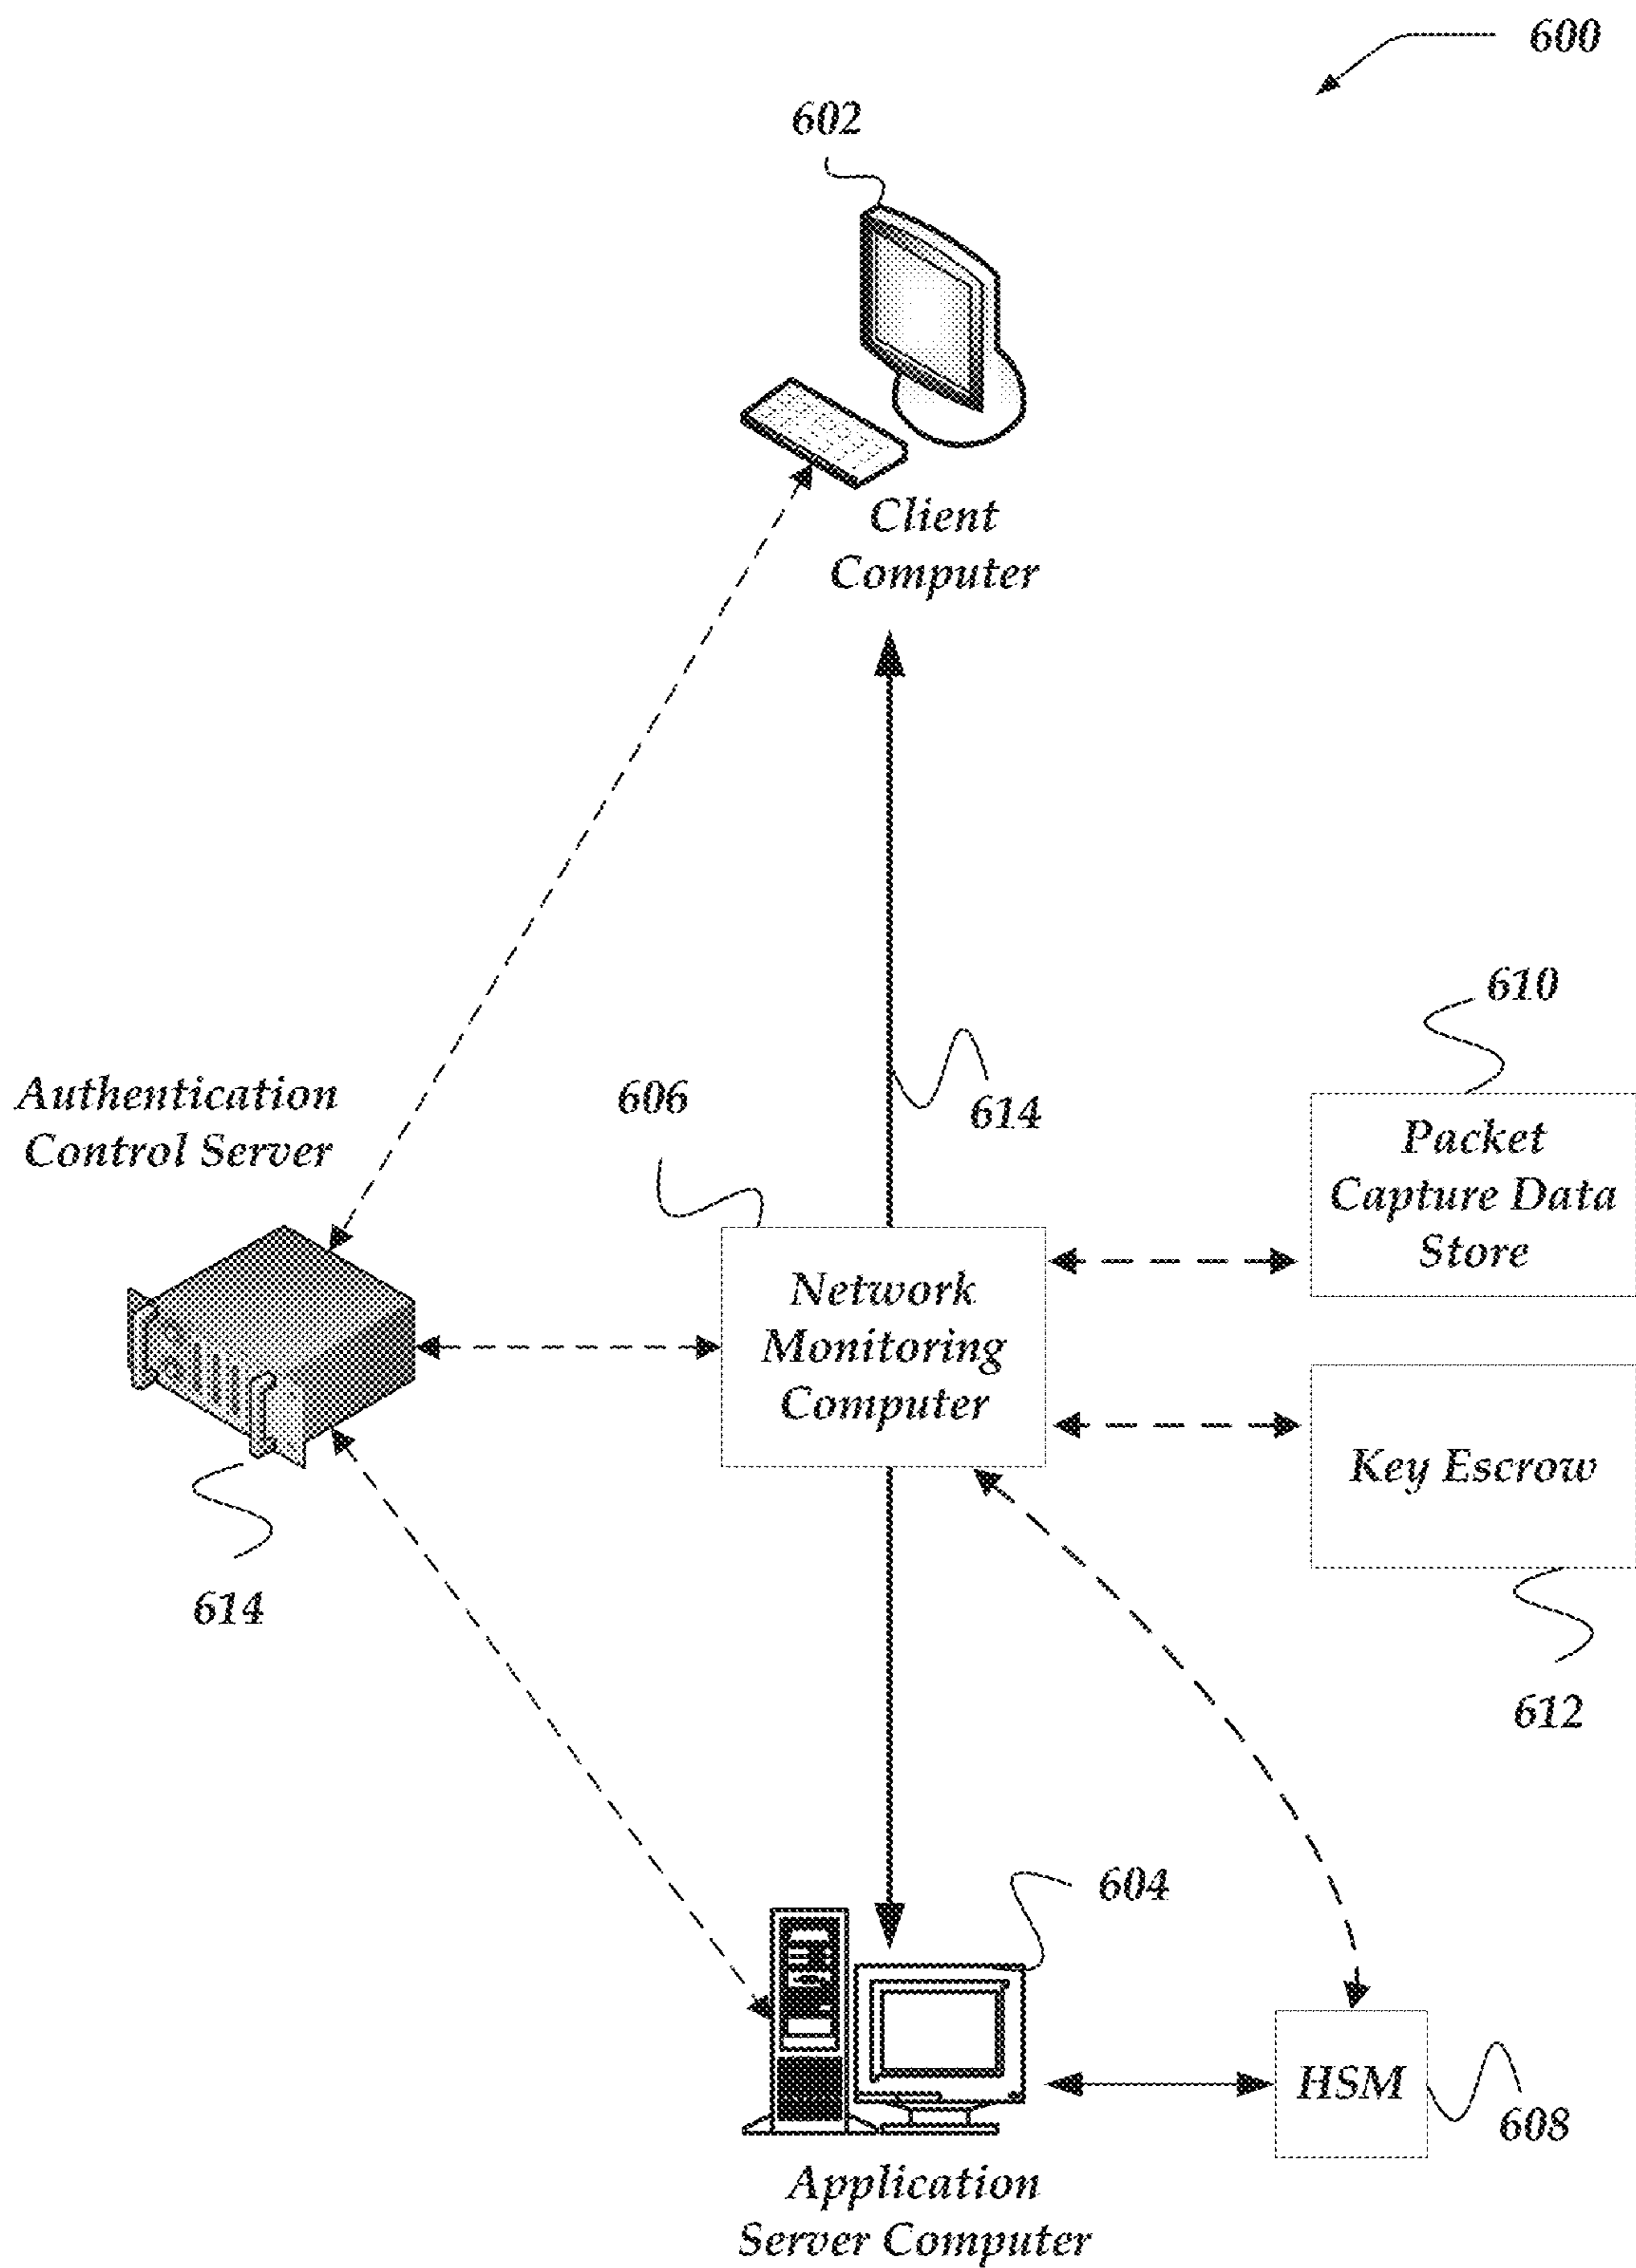 600
602
Client
Computer
610
Authentication
Control Server
606
614
Packet
Capture Data
Store
Network
Monitoring
Computer
Key Escrow
614
612
604
HSM
608
Application
Server Computer